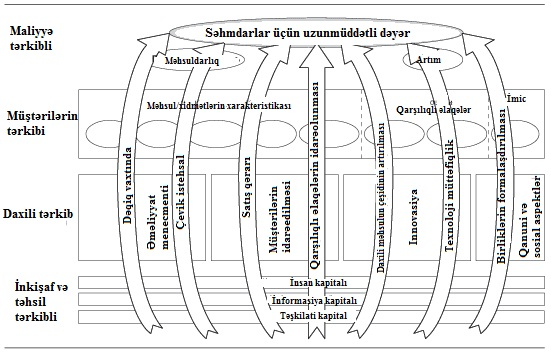 Maliyyə
tərkibli
Səhmdarlar üçün uzunmüddətli dəyər
Məhsuldarlıq
Artım
Müştərilərin
tərkibi
Məhsul/xidmətlərin xarakteristikası
Qarşılıqlı əlaqələr
İmic
Daxili tərkib
Dəqiq vaxtında
Əməliyyat
menecmenti
Çevik istehsal
Satış qərarı
Müştərilərin
idarəedilməsi
Qarşılıqlı əlaqələrin idarəolunması
Daxili məhsulun çeşidinin artırılması
Innovasiya
Texnoloji müttəfiqlik
Birliklərin formalaşdırılması
Qanuni və
sosial aspektlər
İnkişaf və
təhsil
tərkibli
İnsan kapitalı
İnformasiya kapitalı
Təşkilati kapital